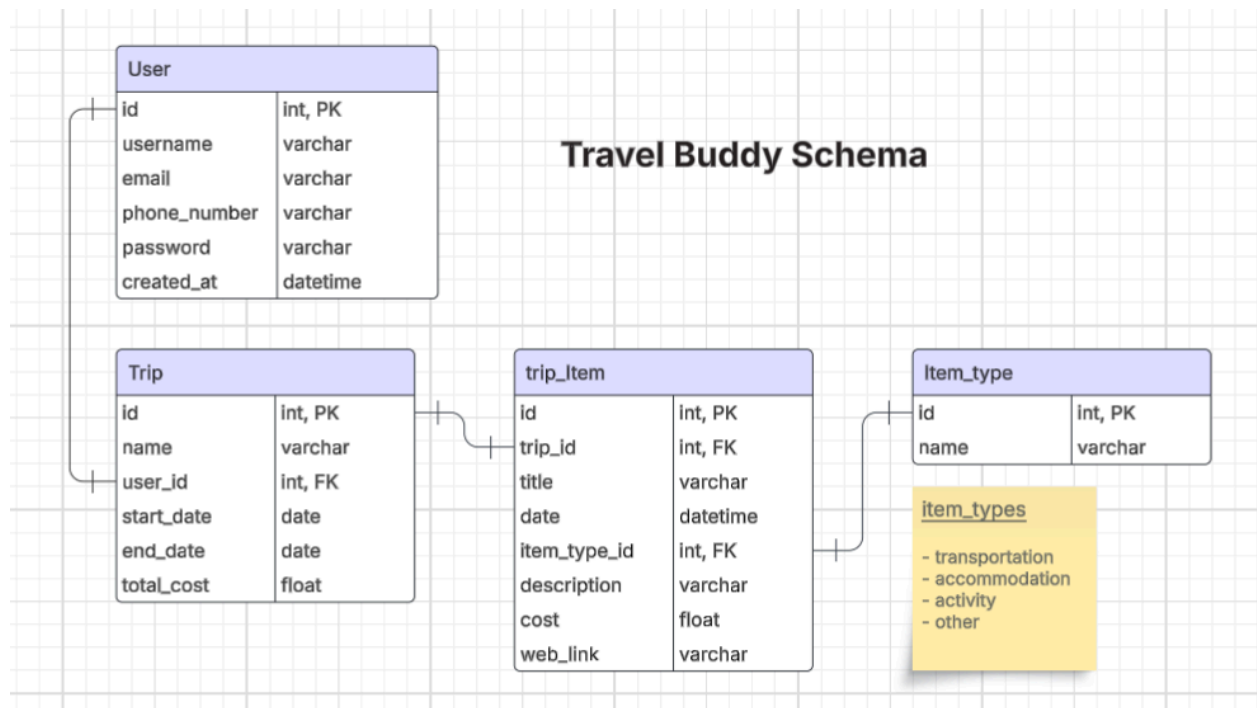 User
id int, PK
username varchar
email varchar
phone_number varchar
password varchar
created_at datetime
Travel Buddy Schema
Trip
id int, PK
name varchar
user_id int, FK
start_date date
end_date date
total_cost float
trip_Item
id int, PK
trip_id int, FK
title varchar
date datetime
item_type_id int, FK
description varchar
cost float
web_link varchar
Item_type
id int, PK
name varchar
item_types
- transportation
- accommodation
- activity
- other